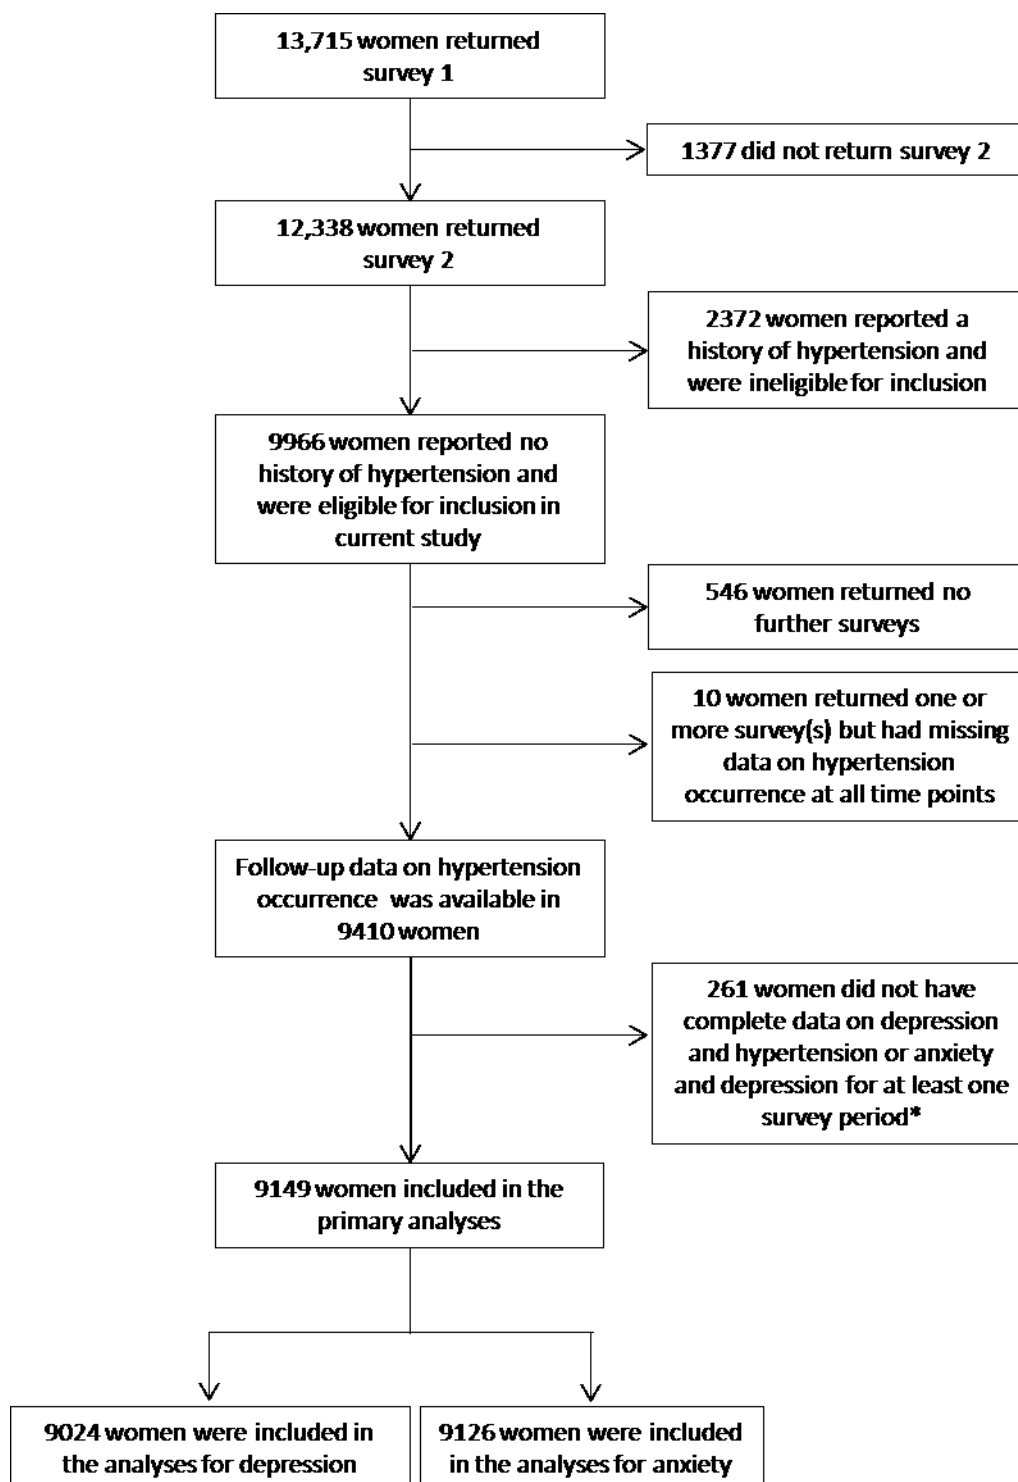 13,715 women returned
survey 1
1377 did not return survey 2
12,338 women returned
survey 2
2372 women reported a
history of hypertension and
were ineligible for inclusion
9966 women reported no
history of hypertension and
were eligible for inclusion in
current study
546 women returned no
further surveys
10 women returned one or
more survey(s) but had missing
data on hypertension
occurrence at all time points
Follow-up data on hypertension
occurrence was available in
9410 women
261 women did not have
complete data on depression
and hypertension or anxiety
and depression for at least one
survey period*
9149 women included in the
primary analyses
9024 women were included in
the analyses for depression
9126 women were included
in the analyses for anxiety